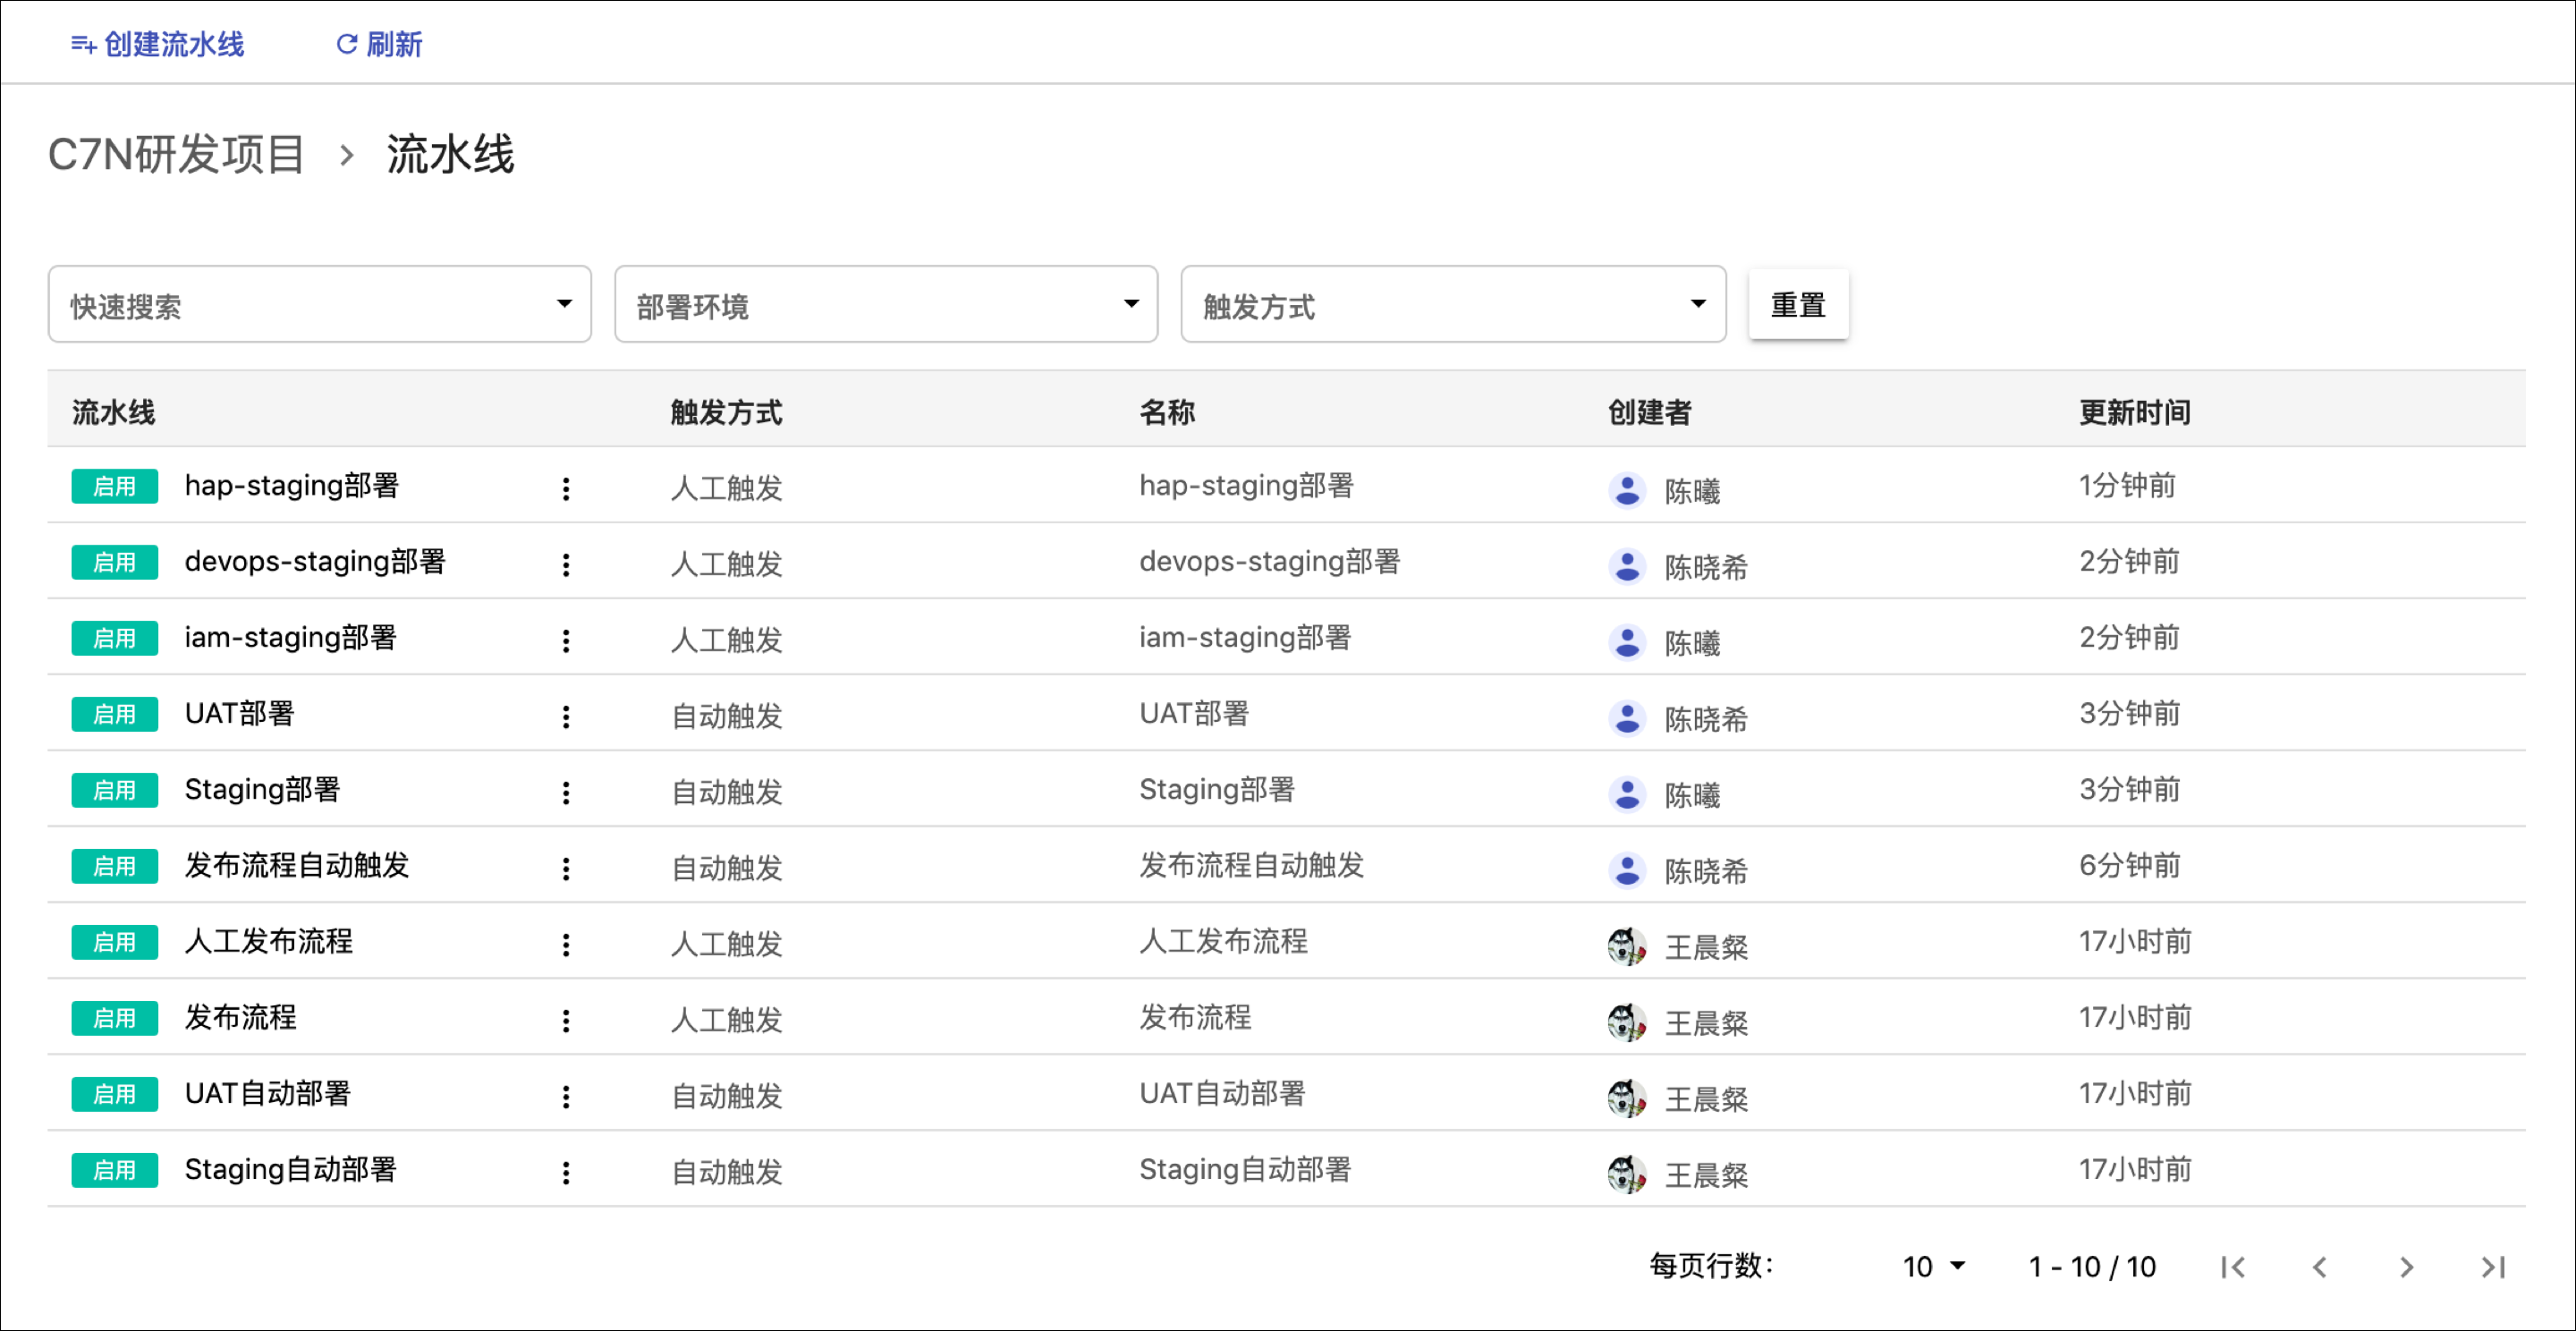 创建流水线 刷新
C7N研发项目 › 流水线
快速搜索 部署环境 触发方式 重置
流水线 触发方式 名称 创建者 更新时间
启用 hap-staging部署 人工触发 hap-staging部署 陈曦 1分钟前
启用 devops-staging部署 人工触发 devops-staging部署 陈晓希 2分钟前
启用 iam-staging部署 人工触发 iam-staging部署 陈曦 2分钟前
启用 UAT部署 自动触发 UAT部署 陈晓希 3分钟前
启用 Staging部署 自动触发 Staging部署 陈曦 3分钟前
启用 发布流程自动触发 自动触发 发布流程自动触发 陈晓希 6分钟前
启用 人工发布流程 人工触发 人工发布流程 王晨粲 17小时前
启用 发布流程 人工触发 发布流程 王晨粲 17小时前
启用 UAT自动部署 自动触发 UAT自动部署 王晨粲 17小时前
启用 Staging自动部署 自动触发 Staging自动部署 王晨粲 17小时前
每页行数： 10 1 - 10 / 10